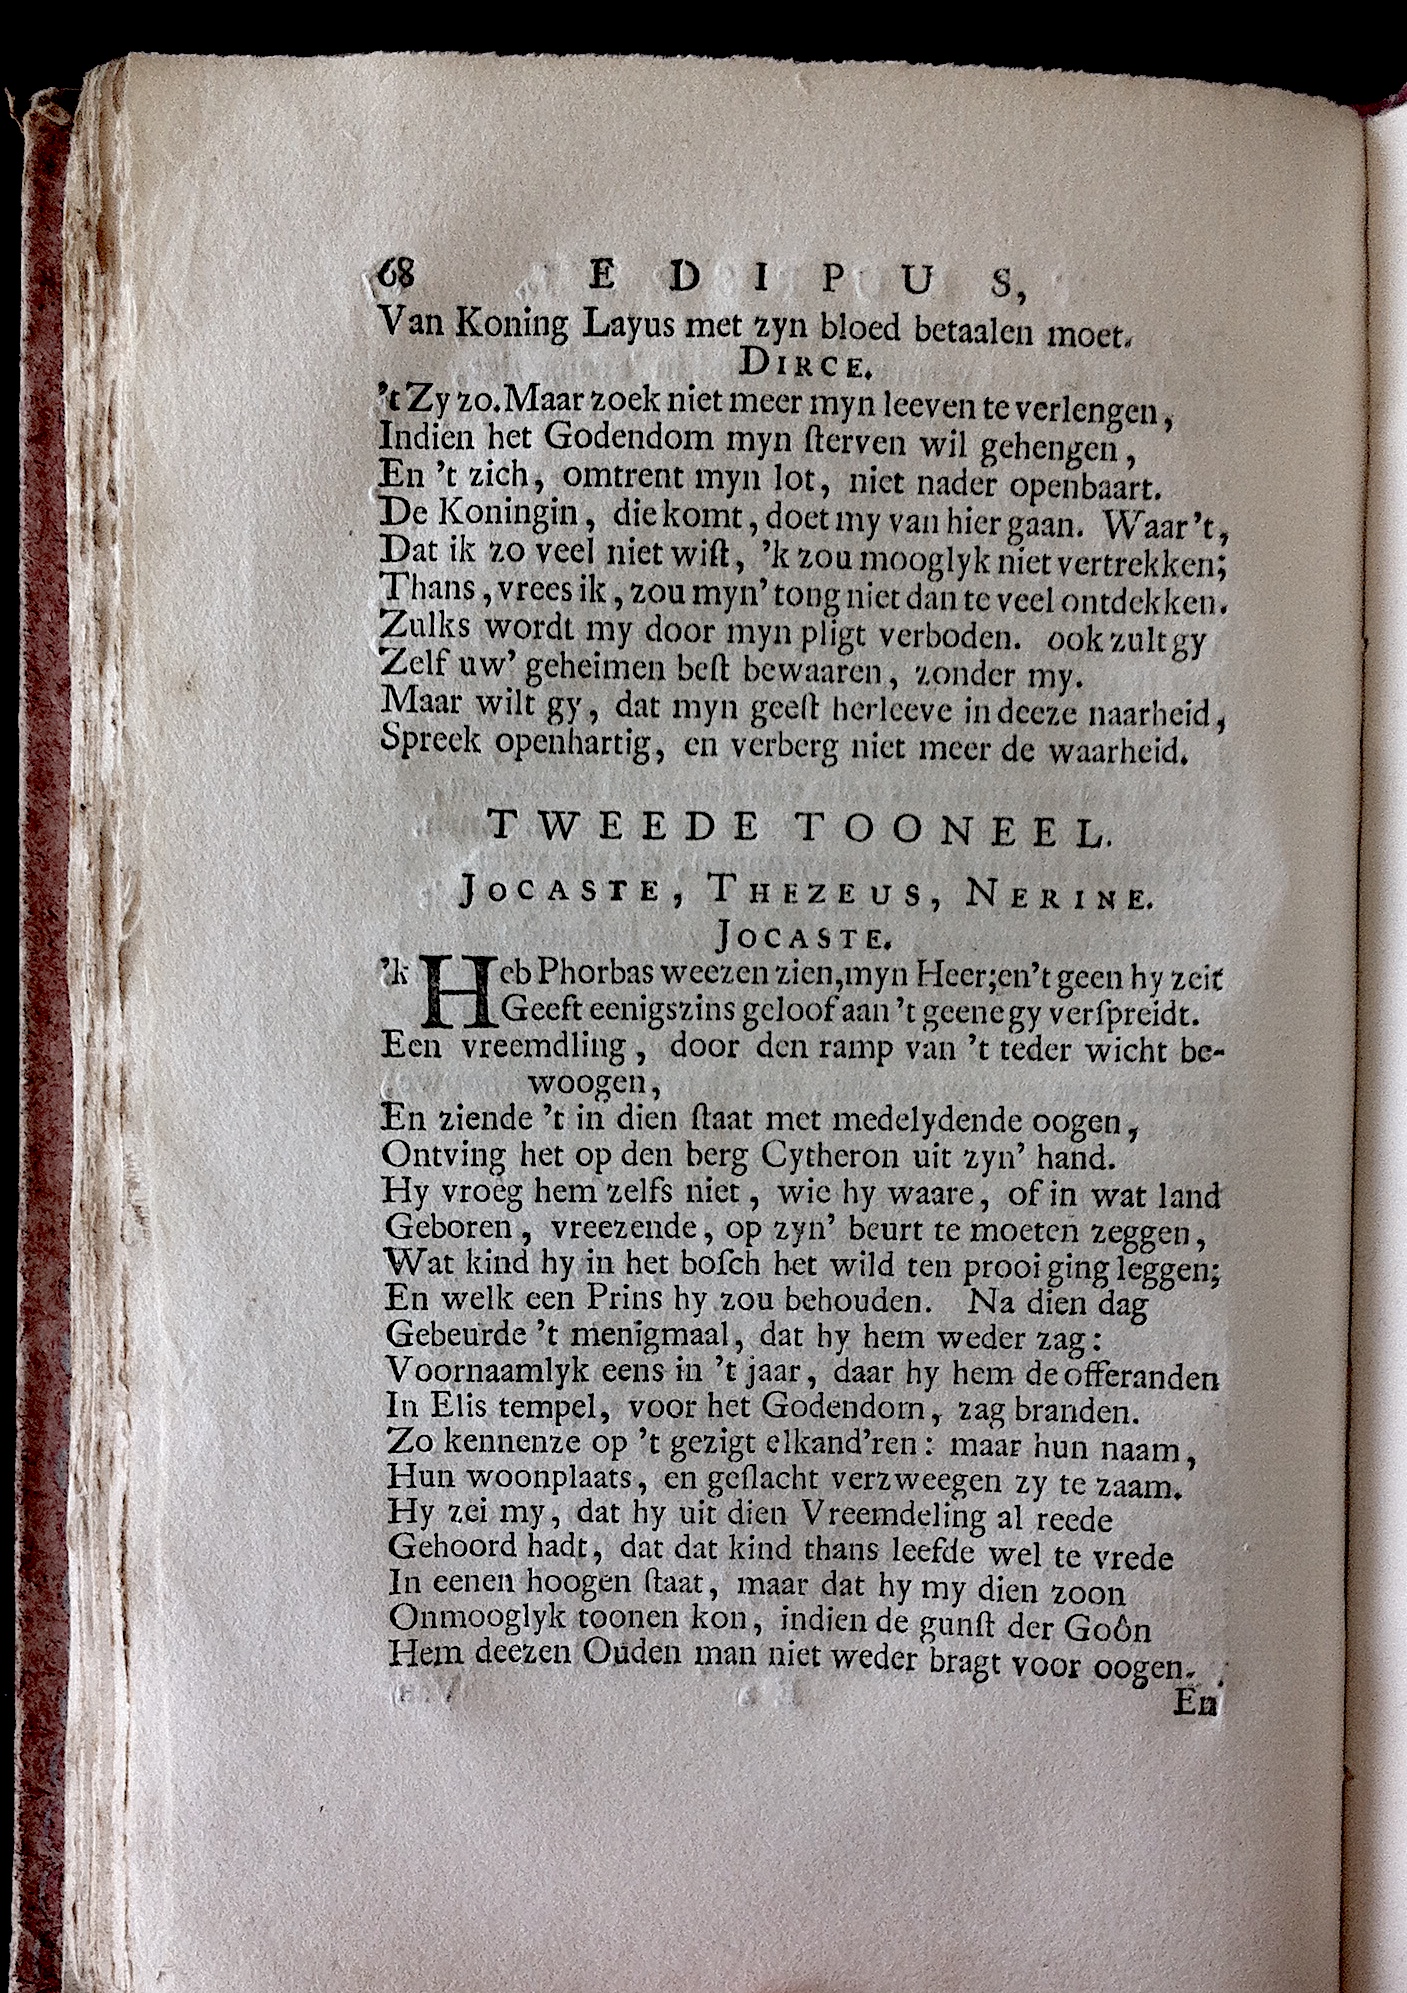 68 E D I P U S,
Van Koning Layus met zyn bloed betaalen moet.
DIRCE.
't Zy zo. Maar zoek niet meer myn leeven te verlengen,
Indien het Godendom myn ſterven wil gehengen,
En 't zich, omtrent myn lot, niet nader openbaart.
De Koningin, die komt, doet my van hier gaan. Waar 't,
Dat ik zo veel niet wiſt, 'k zou mooglyk niet vertrekken;
Thans, vrees ik, zou myn' tong niet dan te veel ontdekken.
Zulks wordt my door myn pligt verboden. ook zult gy
Zelf uw' geheimen beſt bewaaren, zonder my.
Maar wilt gy, dat myn geeſt herleeve in deeze naarheid,
Spreek openhartig, en verberg niet meer de waarheid.
TWEEDE TOONEEL.
JOCASTE, THEZEUS, NERINE.
JOCASTE.
'k Heb Phorbas weezen zien, myn Heer; en 't geen hy zeit
Geeft eenigszins geloof aan 't geene gy verſpreidt.
Een vreemdling, door den ramp van 't teder wicht be-
woogen,
En ziende 't in dien ſtaat met medelydende oogen,
Ontving het op den berg Cytheron uit zyn' hand.
Hy vroeg hem zelfs niet, wie hy waare, of in wat land
Geboren, vreezende, op zyn' beurt te moeten zeggen,
Wat kind hy in het boſch het wild ten prooi ging leggen;
En welk een Prins hy zou behouden. Na dien dag
Gebeurde 't menigmaal, dat hy hem weder zag:
Voornaamlyk eens in 't jaar, daar hy hem de offeranden
In Elis tempel, voor het Godendom, zag branden.
Zo kennenze op 't gezigt elkand'ren: maar hun naam,
Hun woonplaats, en geſlacht verzweegen zy te zaam.
Hy zei my, dat hy uit dien Vreemdeling al reede
Gehoord hadt, dat dat kind thans leefde wel te vrede
In eenen hoogen ſtaat, maar dat hy my dien zoon
Onmooglyk toonen kon, indien de gunſt der Goôn
Hem deezen Ouden man niet weder bragt voor oogen.
En